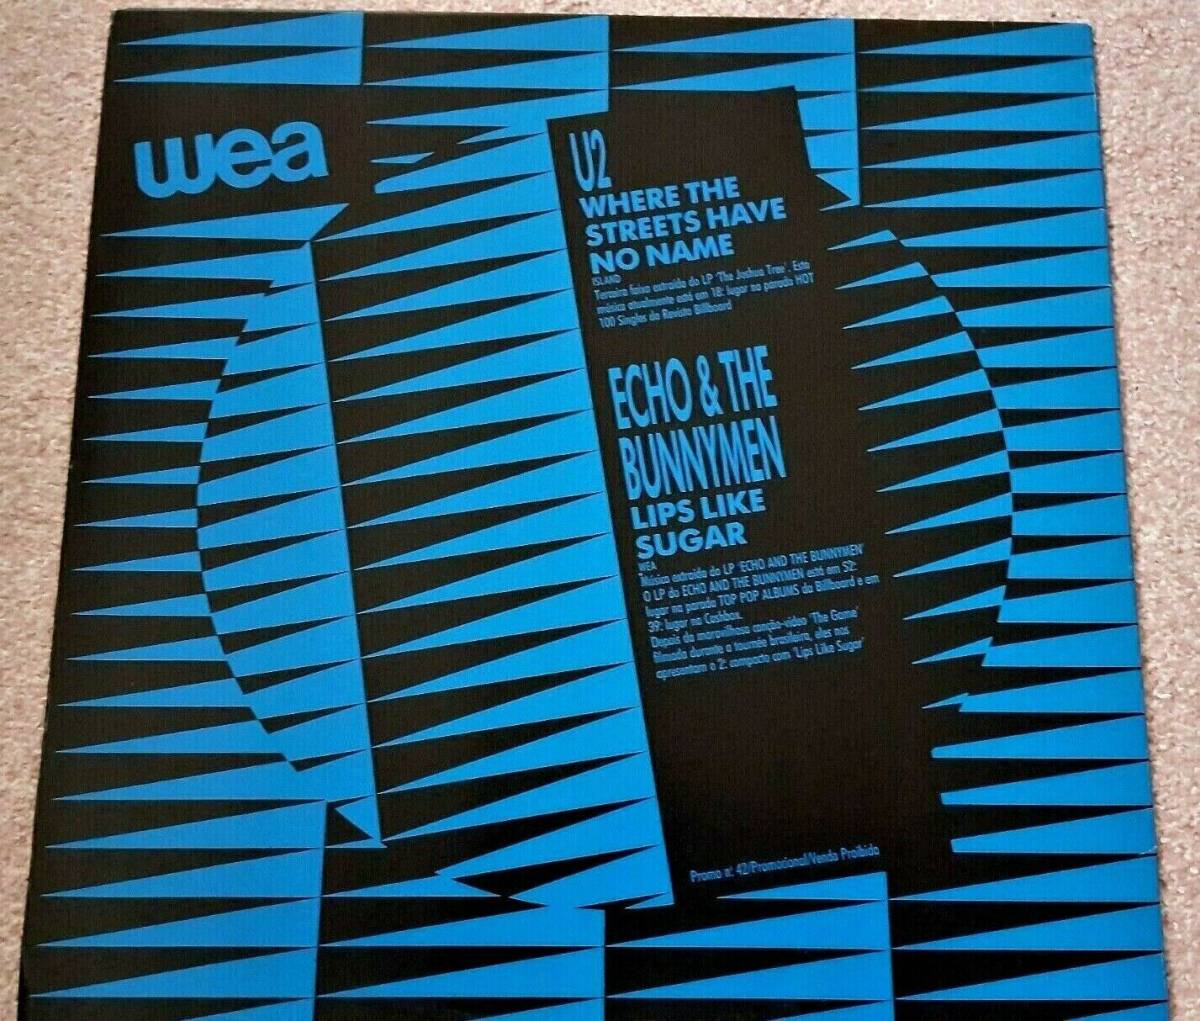 wea
U2
WHERE THE
STREETS HAVE
NO NAME
ISLAND
Terceira faixa extraída do LP 'The Joshua Tree'. Esta
música atualmente está em 18: lugar na parada HOT
100 Singles da Revista Billboard
ECHO & THE
BUNNYMEN
LIPS LIKE
SUGAR
WEA
Música extraída do LP 'ECHO AND THE BUNNYMEN'
O LP do ECHO AND THE BUNNYMEN está em 52:
lugar na parada TOP POP ALBUMS da Billboard e em
39: lugar na Cashbox.
Depois da maravilhosa canção-vídeo 'The Game'
filmada durante a tournée brasileira, eles nos
apresentam o 2: compacto com 'Lips Like Sugar'
Promo n: 42/Promocional/Venda Proibida